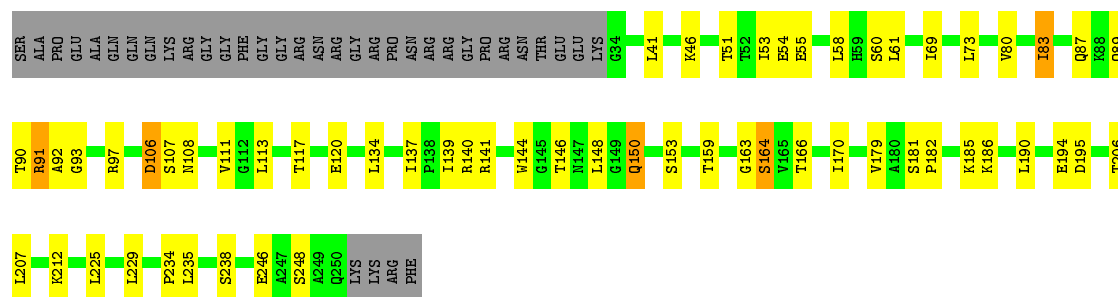 SER ALA PRO GLU ALA GLN GLN GLN LYS ARG GLY GLY PHE GLY GLY ARG ASN ARG GLY ARG PRO ASN ARG ARG GLY PRO ARG ASN THR GLU GLU LYS G34 L41 K46 T51 T52 I53 E54 E55 L58 H59 S60 L61 I69 L73 V80 I83 Q87 K88
T90 R91 A92 G93 R97 D106 S107 N108 V111 G112 L113 T117 E120 L134 I137 P138 I139 R140 R141 W144 G145 T146 N147 L148 G149 Q150 S153 T159 G163 S164 V165 T166 I170 V179 A180 S181 P182 K185 K186 L190 E194 D195
L207 K212 L225 L229 P234 L235 S238 E246 A247 S248 A249 Q250 LYS LYS ARG PHE